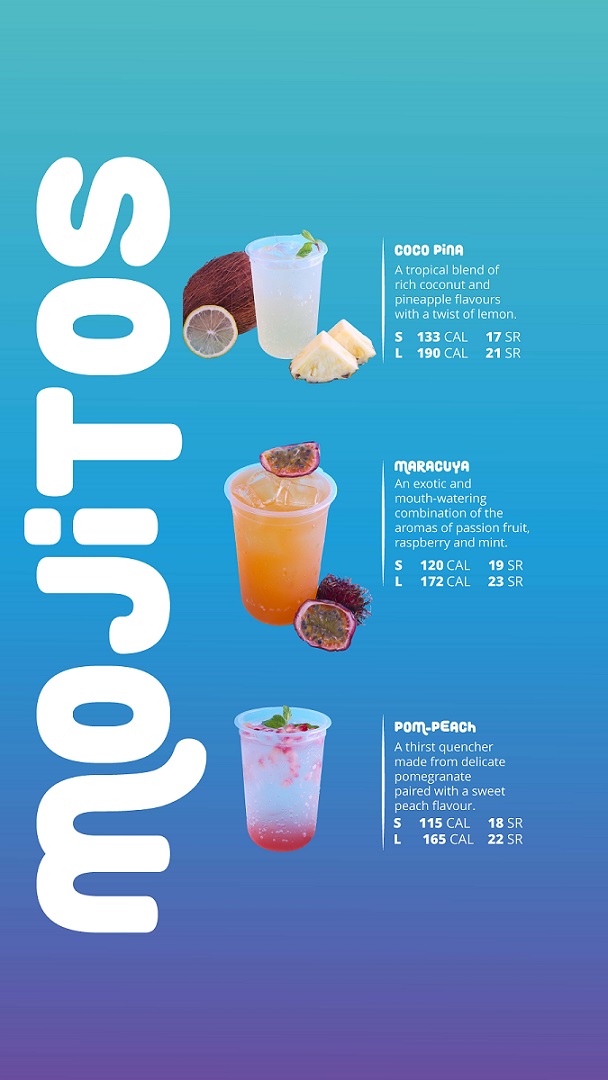 MOJiTOS
COCO PiNA
A tropical blend of
rich coconut and
pineapple flavours
with a twist of lemon.
S 133 CAL 17 SR
L 190 CAL 21 SR
MARACUYA
An exotic and
mouth-watering
combination of the
aromas of passion fruit,
raspberry and mint.
S 120 CAL 19 SR
L 172 CAL 23 SR
POM-PEACh
A thirst quencher
made from delicate
pomegranate
paired with a sweet
peach flavour.
S 115 CAL 18 SR
L 165 CAL 22 SR